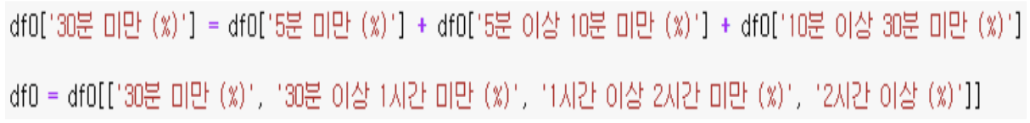 df0['30분 미만 (%)'] = df0['5분 미만 (%)'] + df0['5분 이상 10분 미만 (%)'] + df0['10분 이상 30분 미만 (%)']
df0 = df0[['30분 미만 (%)', '30분 이상 1시간 미만 (%)', '1시간 이상 2시간 미만 (%)', '2시간 이상 (%)']]